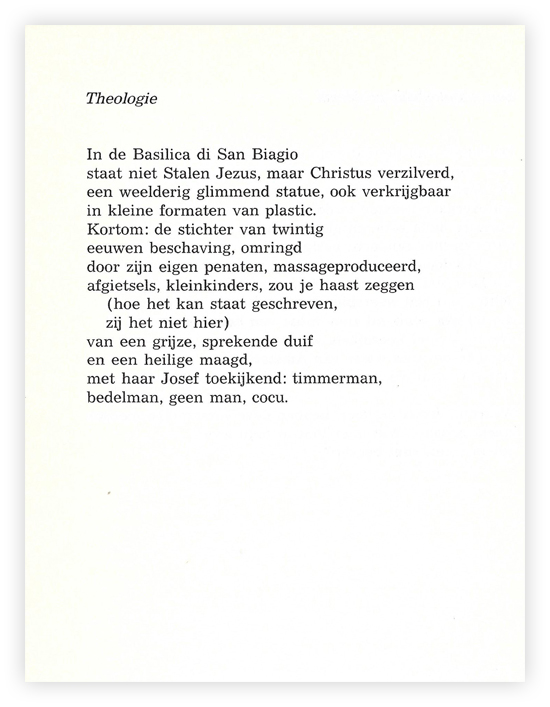 Theologie
In de Basilica di San Biagio
staat niet Stalen Jezus, maar Christus verzilverd,
een weelderig glimmend statue, ook verkrijgbaar
in kleine formaten van plastic.
Kortom: de stichter van twintig
eeuwen beschaving, omringd
door zijn eigen penaten, massageproduceerd,
afgietsels, kleinkinders, zou je haast zeggen
(hoe het kan staat geschreven,
zij het niet hier)
van een grijze, sprekende duif
en een heilige maagd,
met haar Josef toekijkend: timmerman,
bedelman, geen man, cocu.